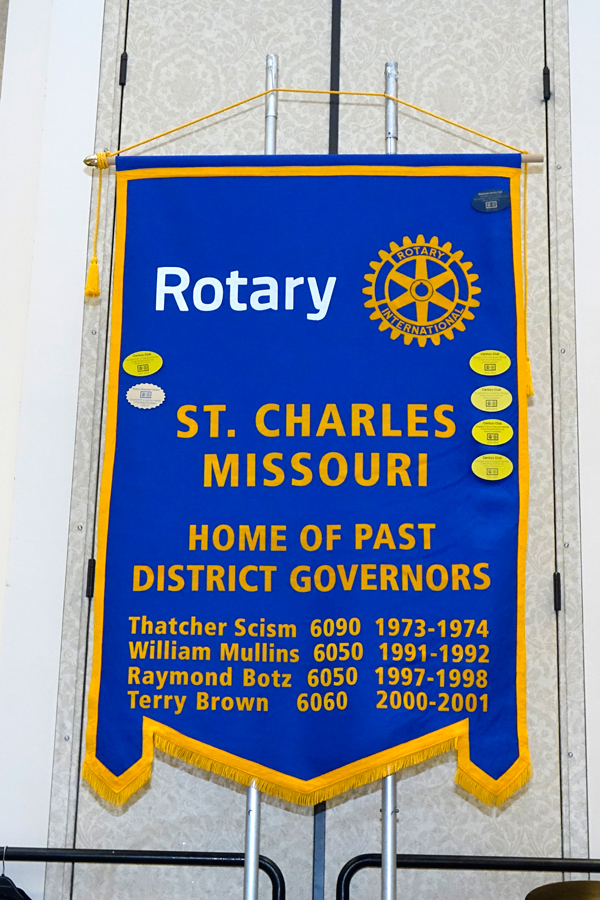 Rotary
ROTARY
INTERNATIONAL
ST. CHARLES
MISSOURI
HOME OF PAST
DISTRICT GOVERNORS
Thatcher Scism 6090 1973-1974
William Mullins 6050 1991-1992
Raymond Botz 6050 1997-1998
Terry Brown 6060 2000-2001